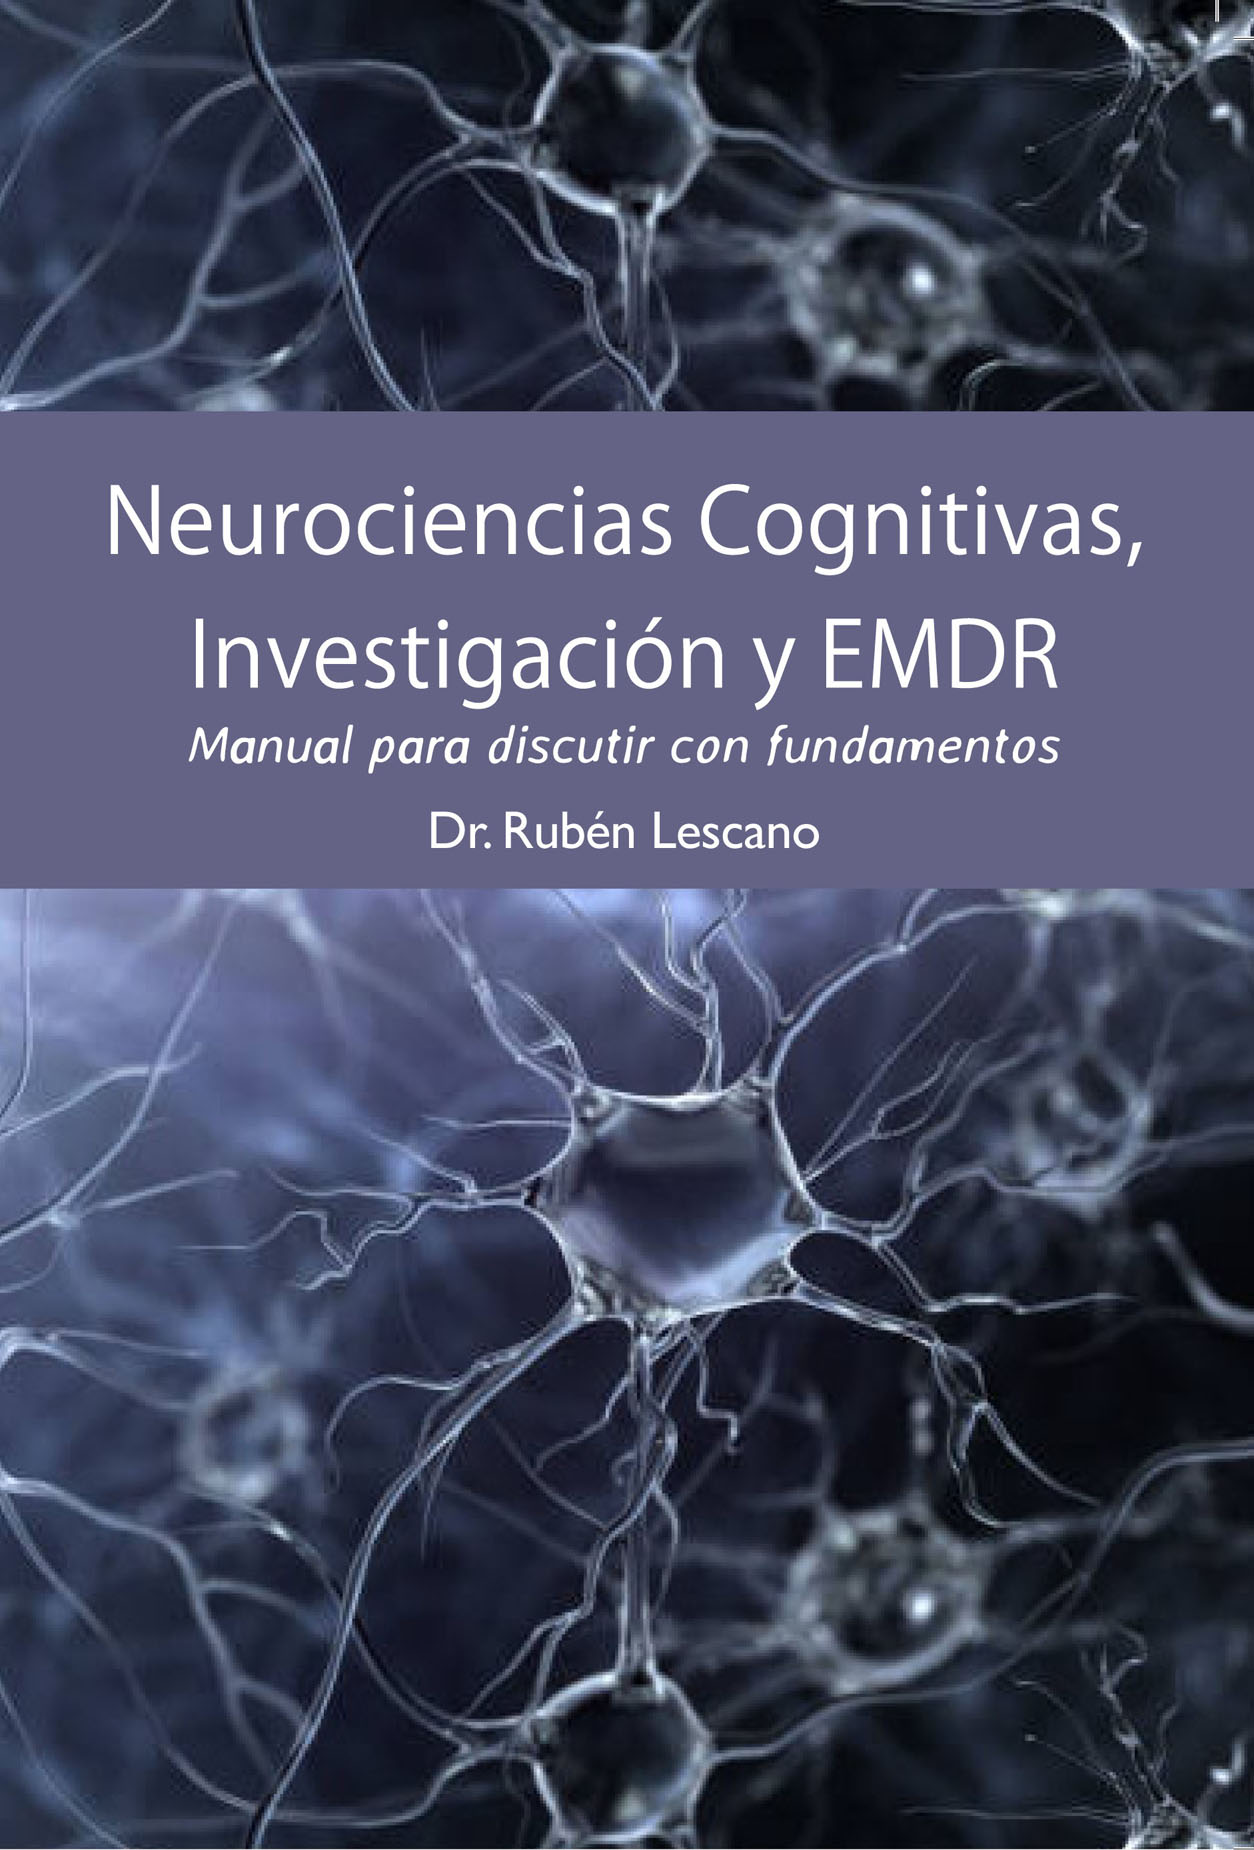 Neurociencias Cognitivas,
Investigación y EMDR
Manual para discutir con fundamentos
Dr. Rubén Lescano